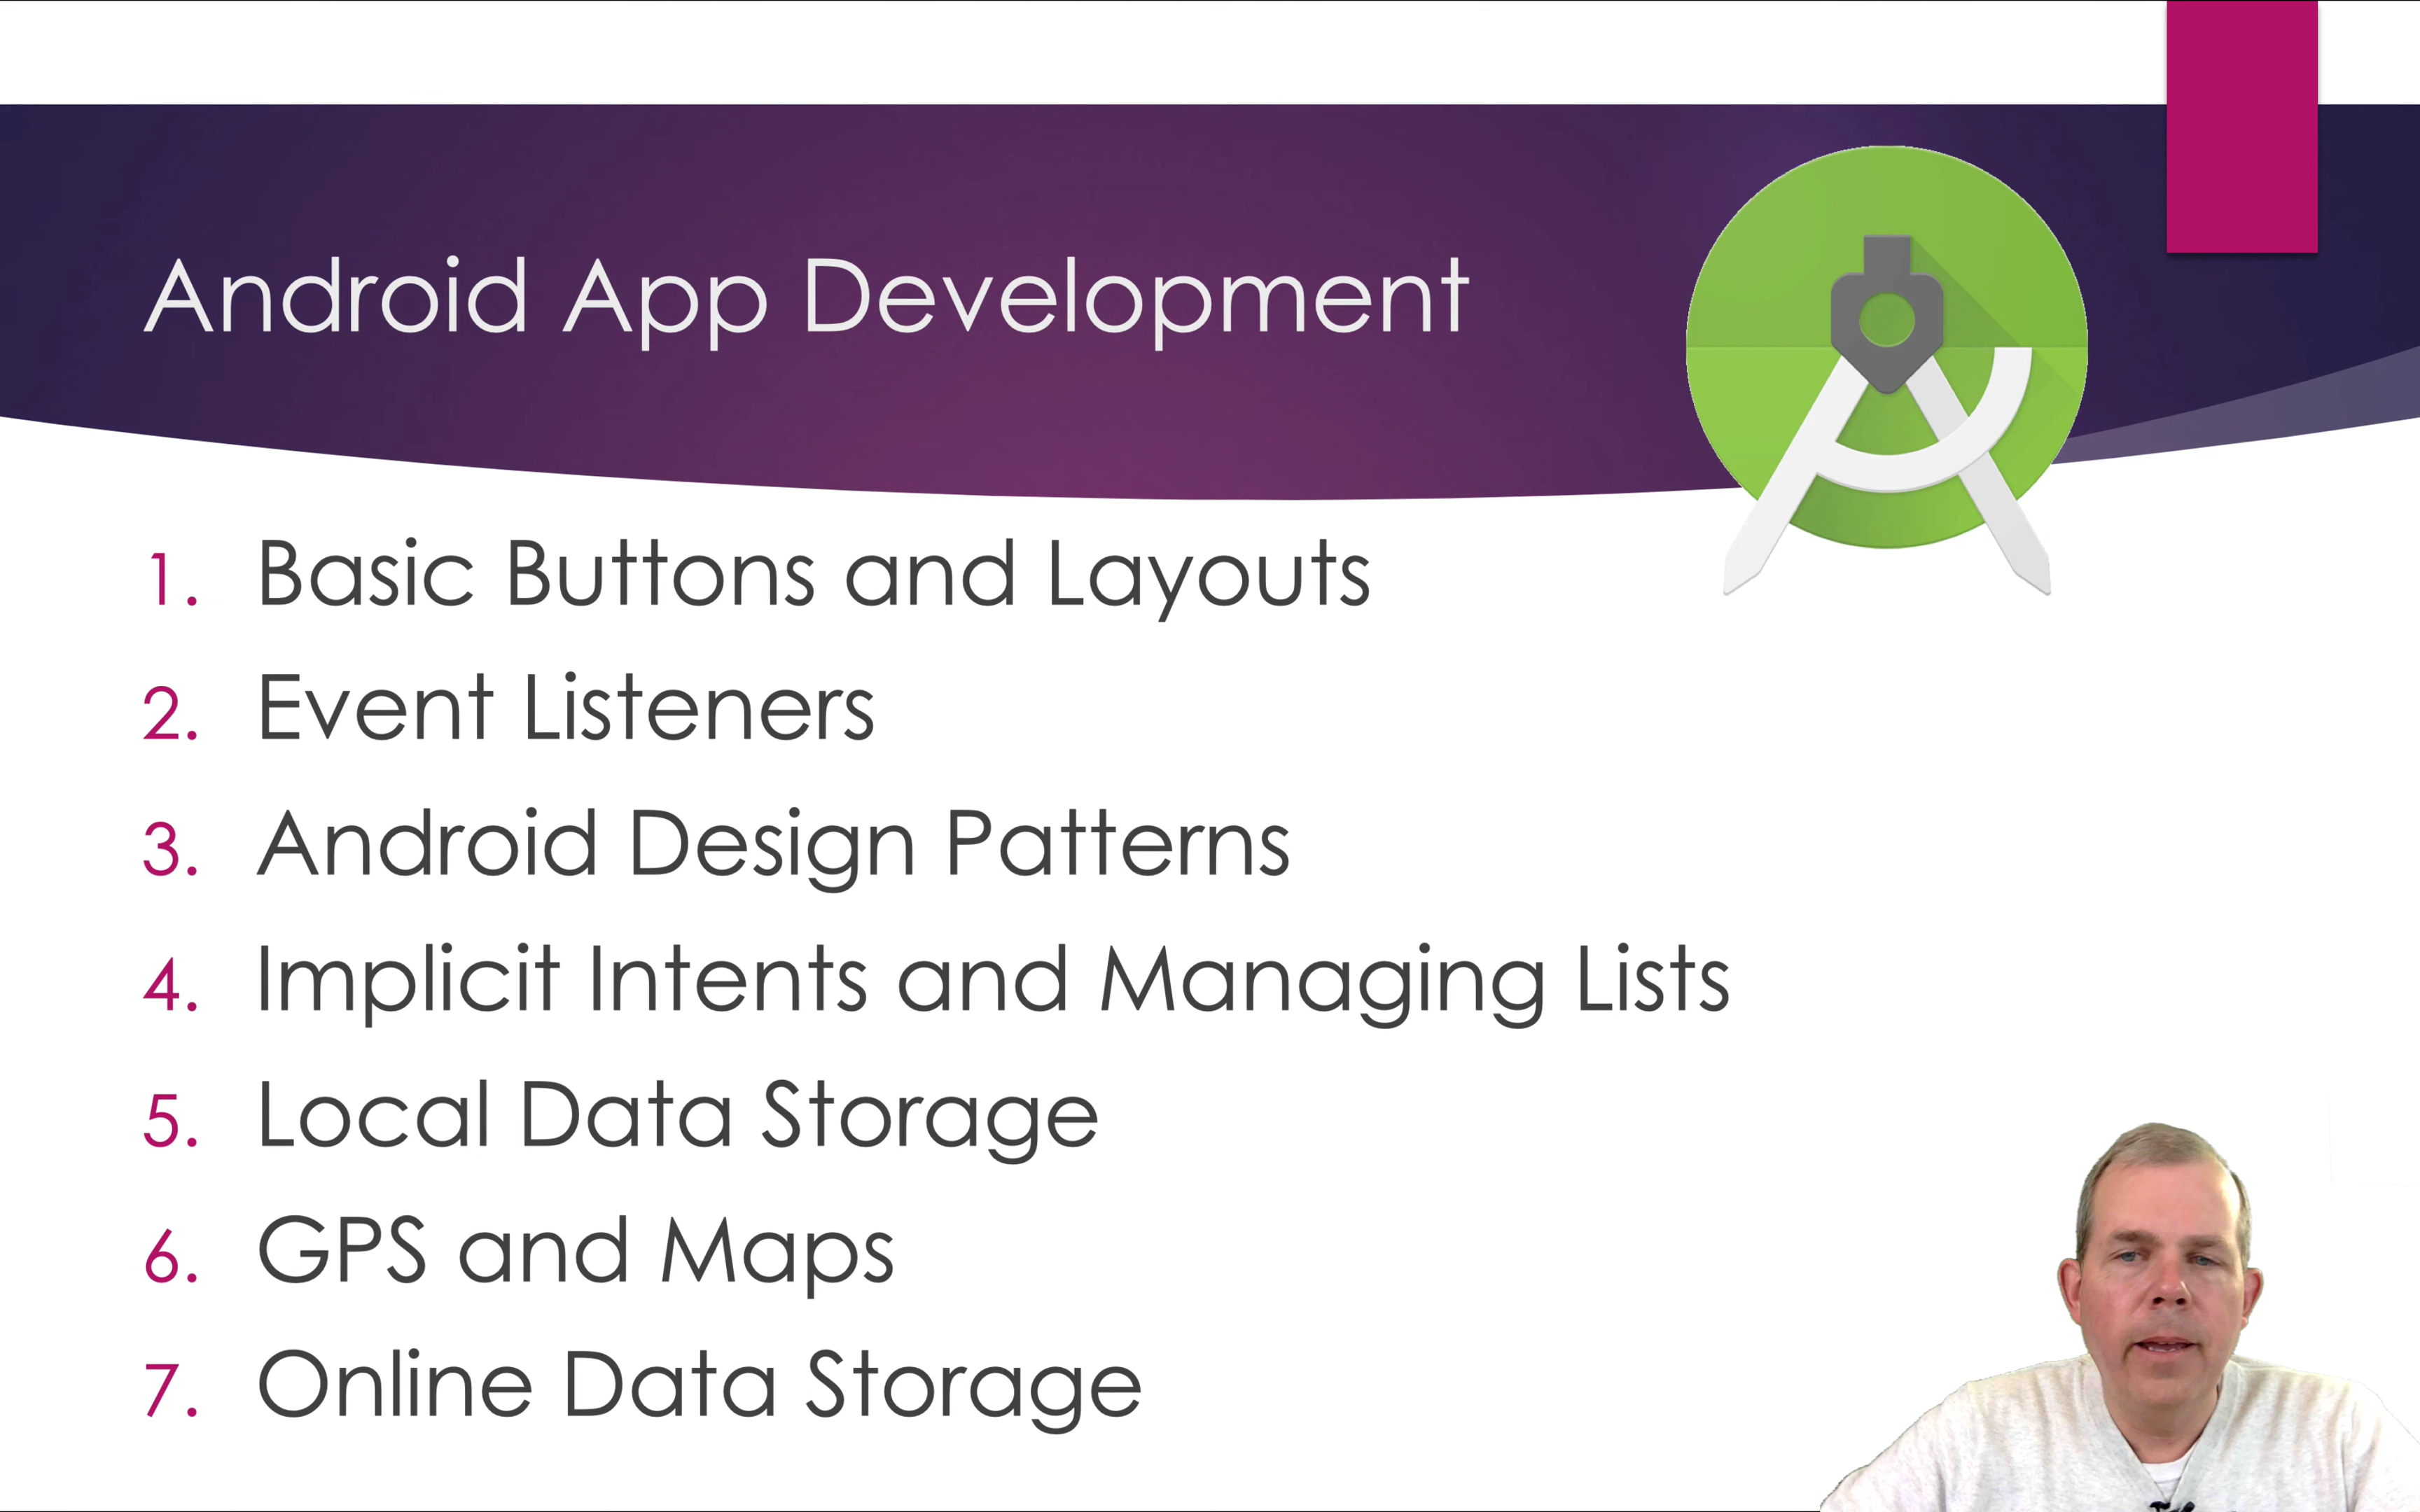 Android App Development
1. Basic Buttons and Layouts
2. Event Listeners
3. Android Design Patterns
4. Implicit Intents and Managing Lists
5. Local Data Storage
6. GPS and Maps
7. Online Data Storage